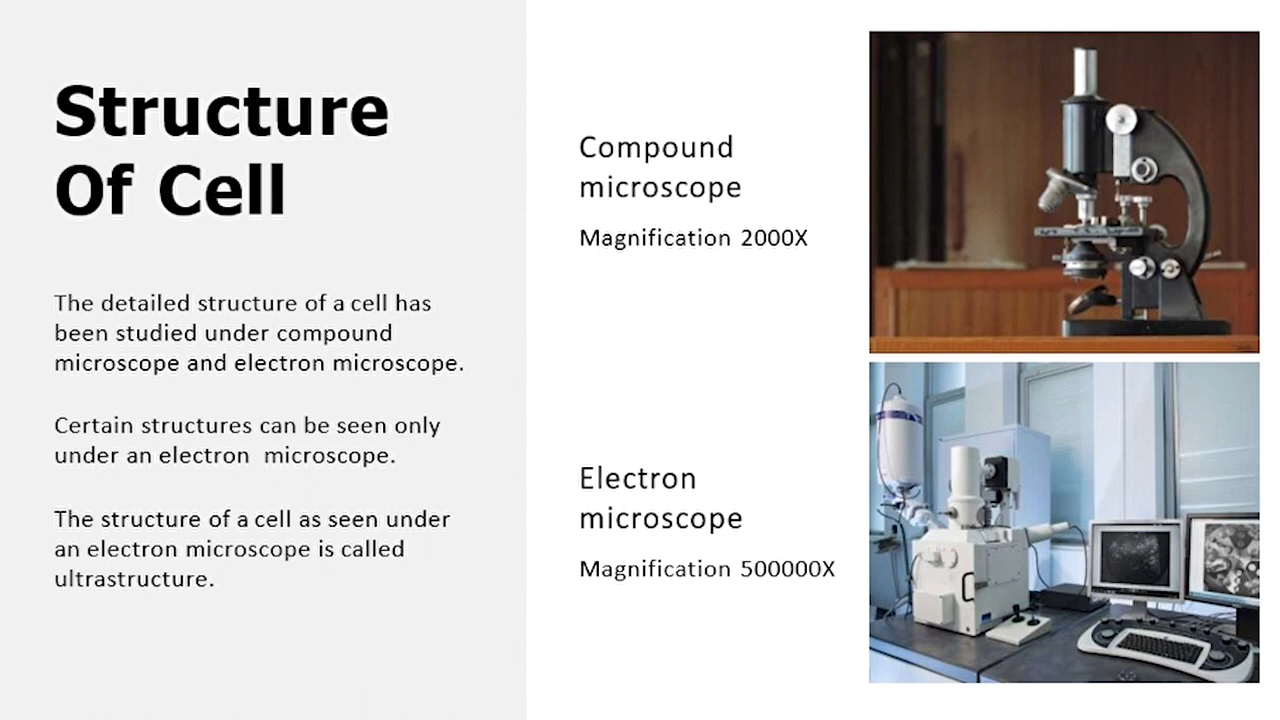 Structure
Of Cell
The detailed structure of a cell has
been studied under compound
microscope and electron microscope.
Certain structures can be seen only
under an electron microscope.
The structure of a cell as seen under
an electron microscope is called
ultrastructure.
Compound
microscope
Magnification 2000X
Electron
microscope
Magnification 500000X